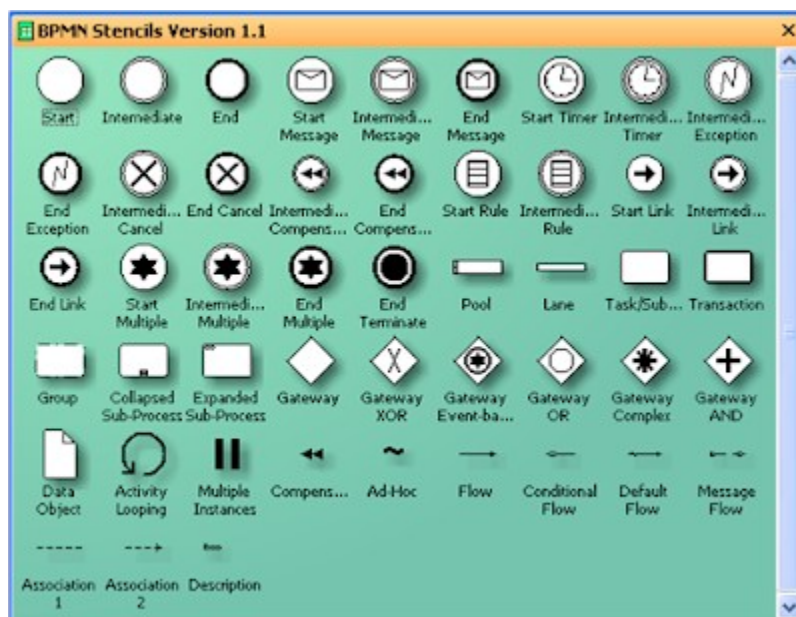 BPMN Stencils Version 1.1
Start Intermediate End Start Message Intermedi... Message End Message Start Timer Intermedi... Timer Intermedi... Exception
End Exception Intermedi... Cancel End Cancel Intermedi... Compens... End Compens... Start Rule Intermedi... Rule Start Link Intermedi... Link
End Link Start Multiple Intermedi... Multiple End Multiple End Terminate Pool Lane Task/Sub... Transaction
Group Collapsed Sub-Process Expanded Sub-Process Gateway Gateway XOR Gateway Event-ba... Gateway OR Gateway Complex Gateway AND
Data Object Activity Looping Multiple Instances Compens... Ad-Hoc Flow Conditional Flow Default Flow Message Flow
Association 1 Association 2 Description